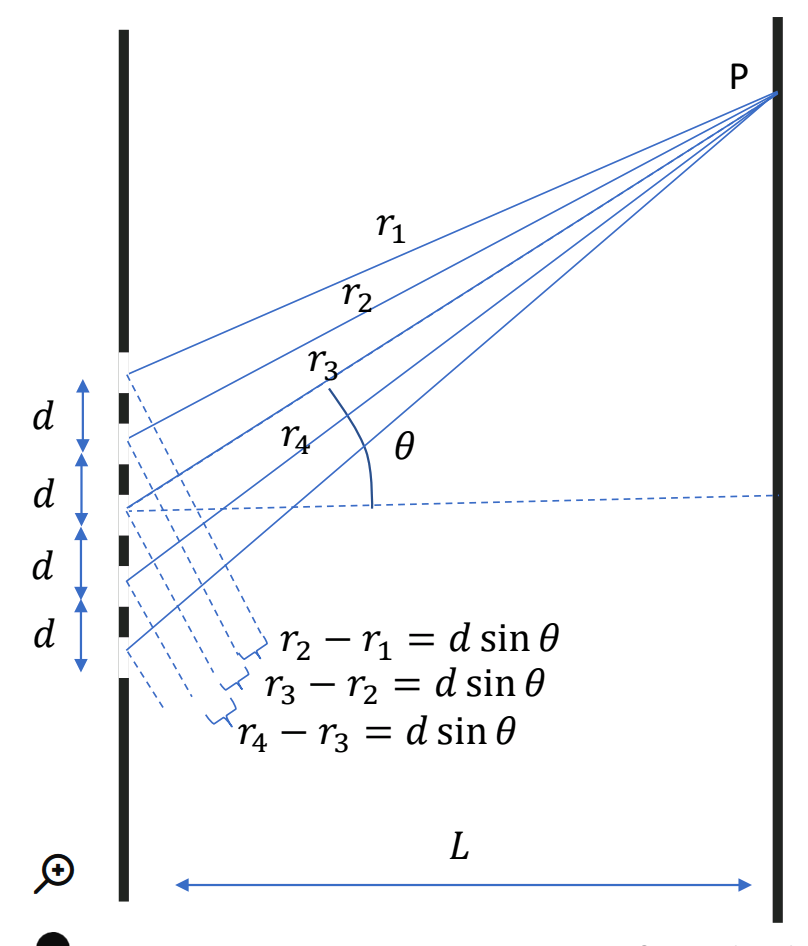 P
r₁
r₂
r₃
r₄
θ
d
d
d
d
r₂ − r₁ = d sin θ
r₃ − r₂ = d sin θ
r₄ − r₃ = d sin θ
L